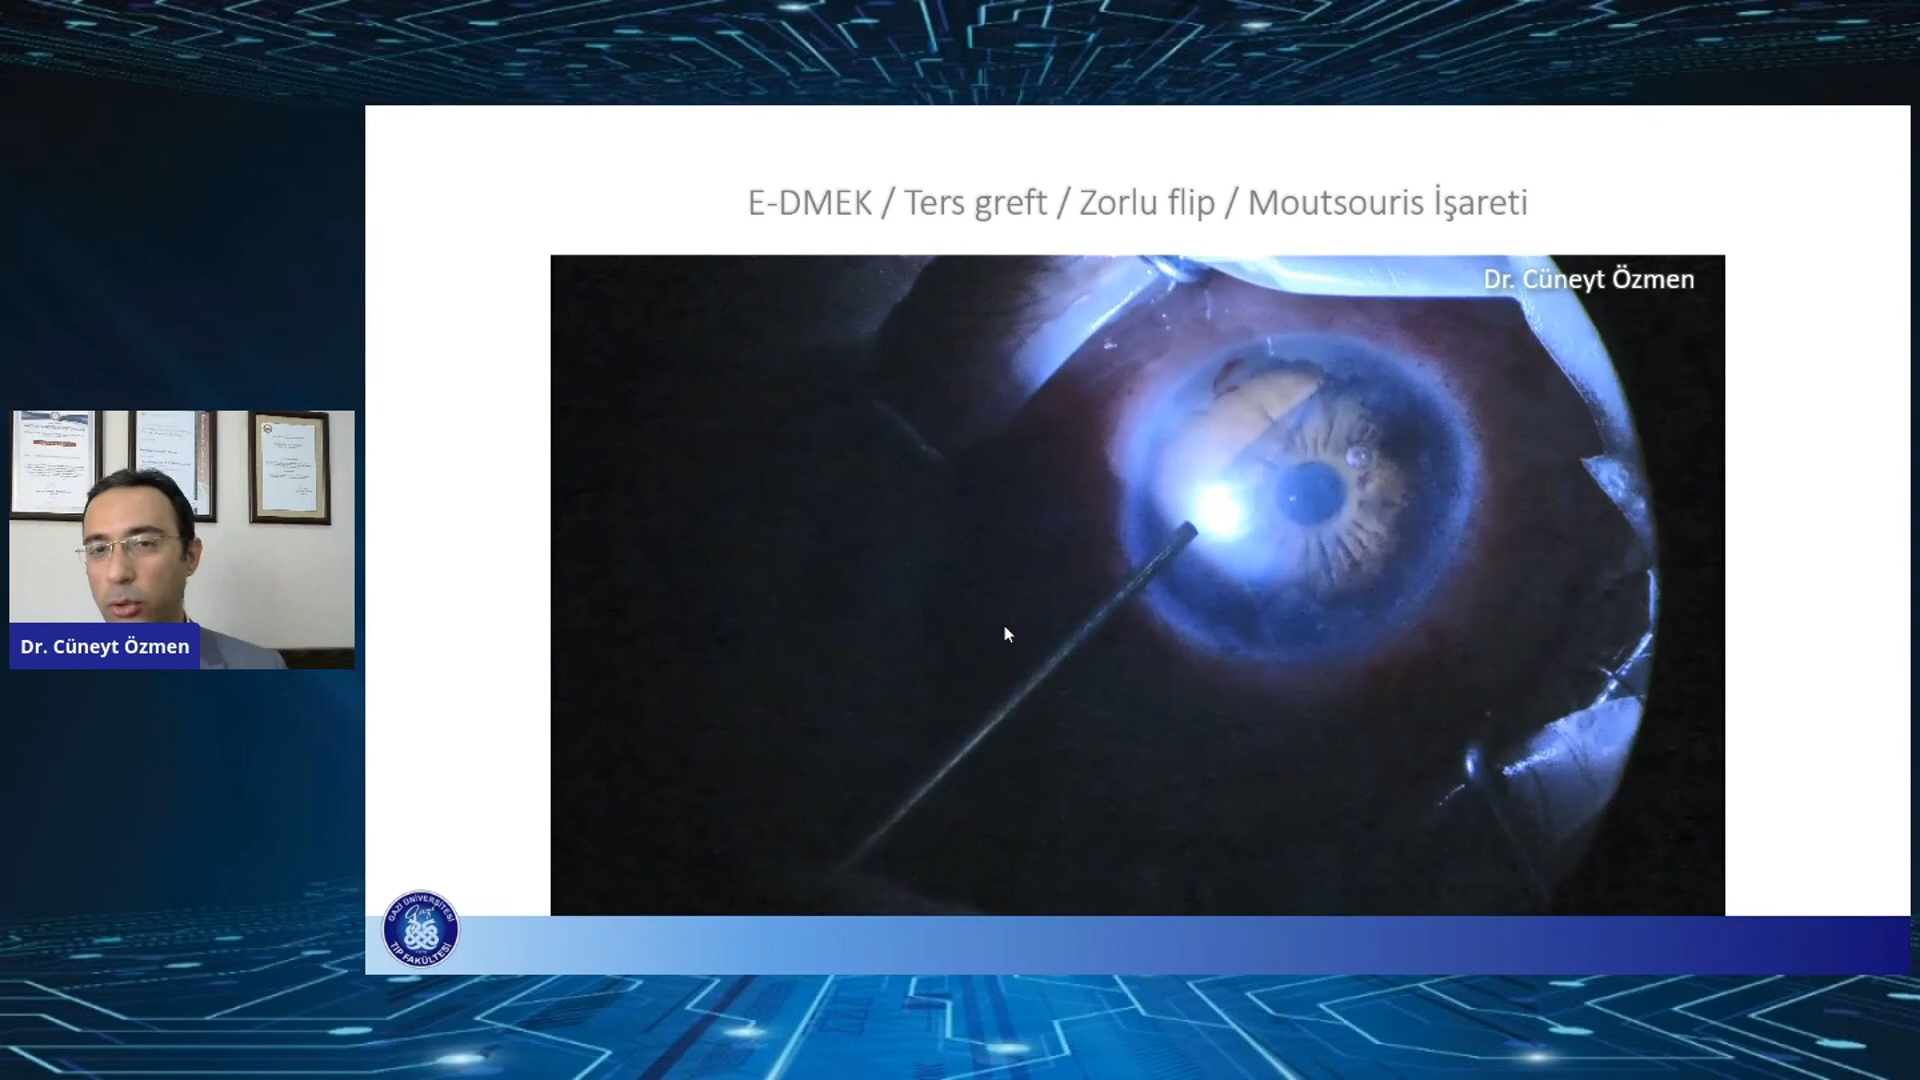 E-DMEK / Ters greft / Zorlu flip / Moutsouris İşareti
Dr. Cüneyt Özmen
Dr. Cüneyt Özmen
GAZİ ÜNİVERSİTESİ
TIP FAKÜLTESİ